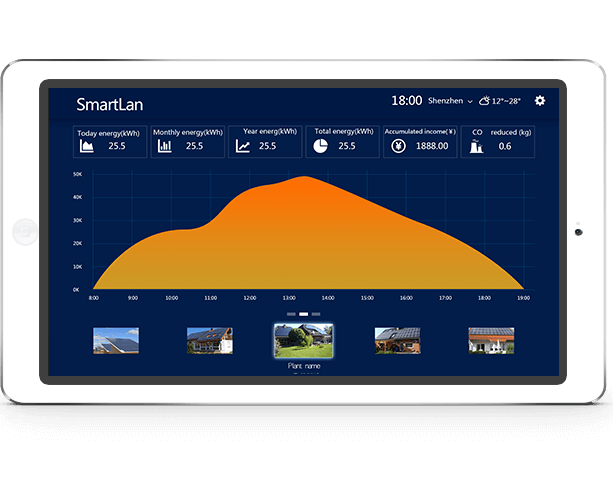 SmartLan
18:00 Shenzhen 12°~28°
Today energy(kWh)
25.5
Monthly energy(kWh)
25.5
Year energ(kWh)
25.5
Total energy(kWh)
25.5
Accumulated income(¥)
¥ 1888.00
CO reduced (kg)
0.6
50K
40K
30K
20K
10K
0K
8:00 9:00 10:00 11:00 12:00 13:00 14:00 15:00 16:00 17:00 18:00 19:00
Plant name